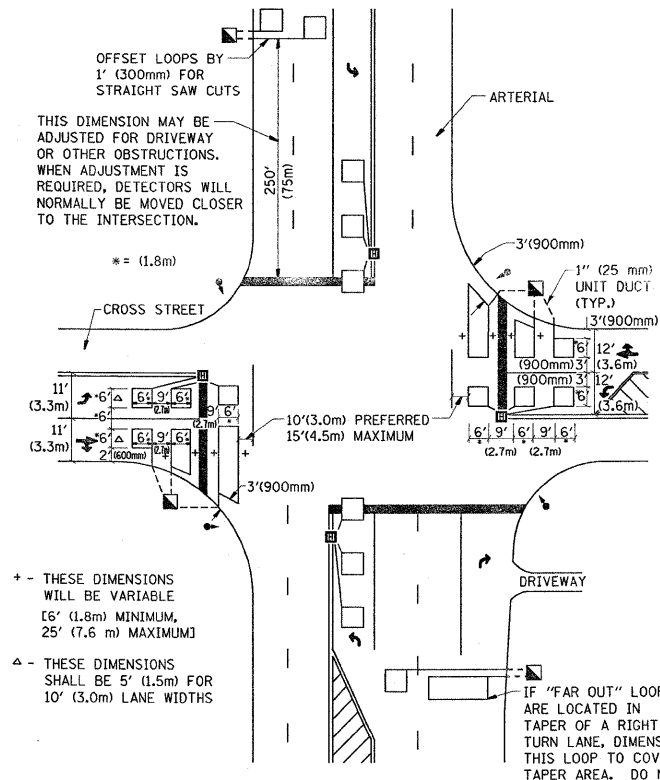 OFFSET LOOPS BY
1' (300mm) FOR
STRAIGHT SAW CUTS
ARTERIAL
THIS DIMENSION MAY BE
ADJUSTED FOR DRIVEWAY
OR OTHER OBSTRUCTIONS.
WHEN ADJUSTMENT IS
REQUIRED, DETECTORS WILL
NORMALLY BE MOVED CLOSER
TO THE INTERSECTION.
250'
(75m)
* = (1.8m)
3'(900mm)
1" (25 mm)
UNIT DUCT
(TYP.)
CROSS STREET
3'(900mm)
*6' 12'
(3.6m)
(900mm) 3'
(900mm) 3' 12'
*6' (3.6m)
H
H
11'
(3.3m)
*6' △ 6' 9' 6'
(2.7m)
*6'
9' 6'
(2.7m) *
11'
(3.3m)
*6' △ 6' 9' 6'
(2.7m)
2' (600mm)
+ + +
10'(3.0m) PREFERRED
15'(4.5m) MAXIMUM
H
6' 9' 6' 9' 6'
* (2.7m) * (2.7m) *
3'(900mm)
H
DRIVEWAY
+ - THESE DIMENSIONS
WILL BE VARIABLE
[6' (1.8m) MINIMUM,
25' (7.6 m) MAXIMUM]
△ - THESE DIMENSIONS
SHALL BE 5' (1.5m) FOR
10' (3.0m) LANE WIDTHS
IF "FAR OUT" LOOP
ARE LOCATED IN
TAPER OF A RIGHT
TURN LANE, DIMENS
THIS LOOP TO COV
TAPER AREA. DO N